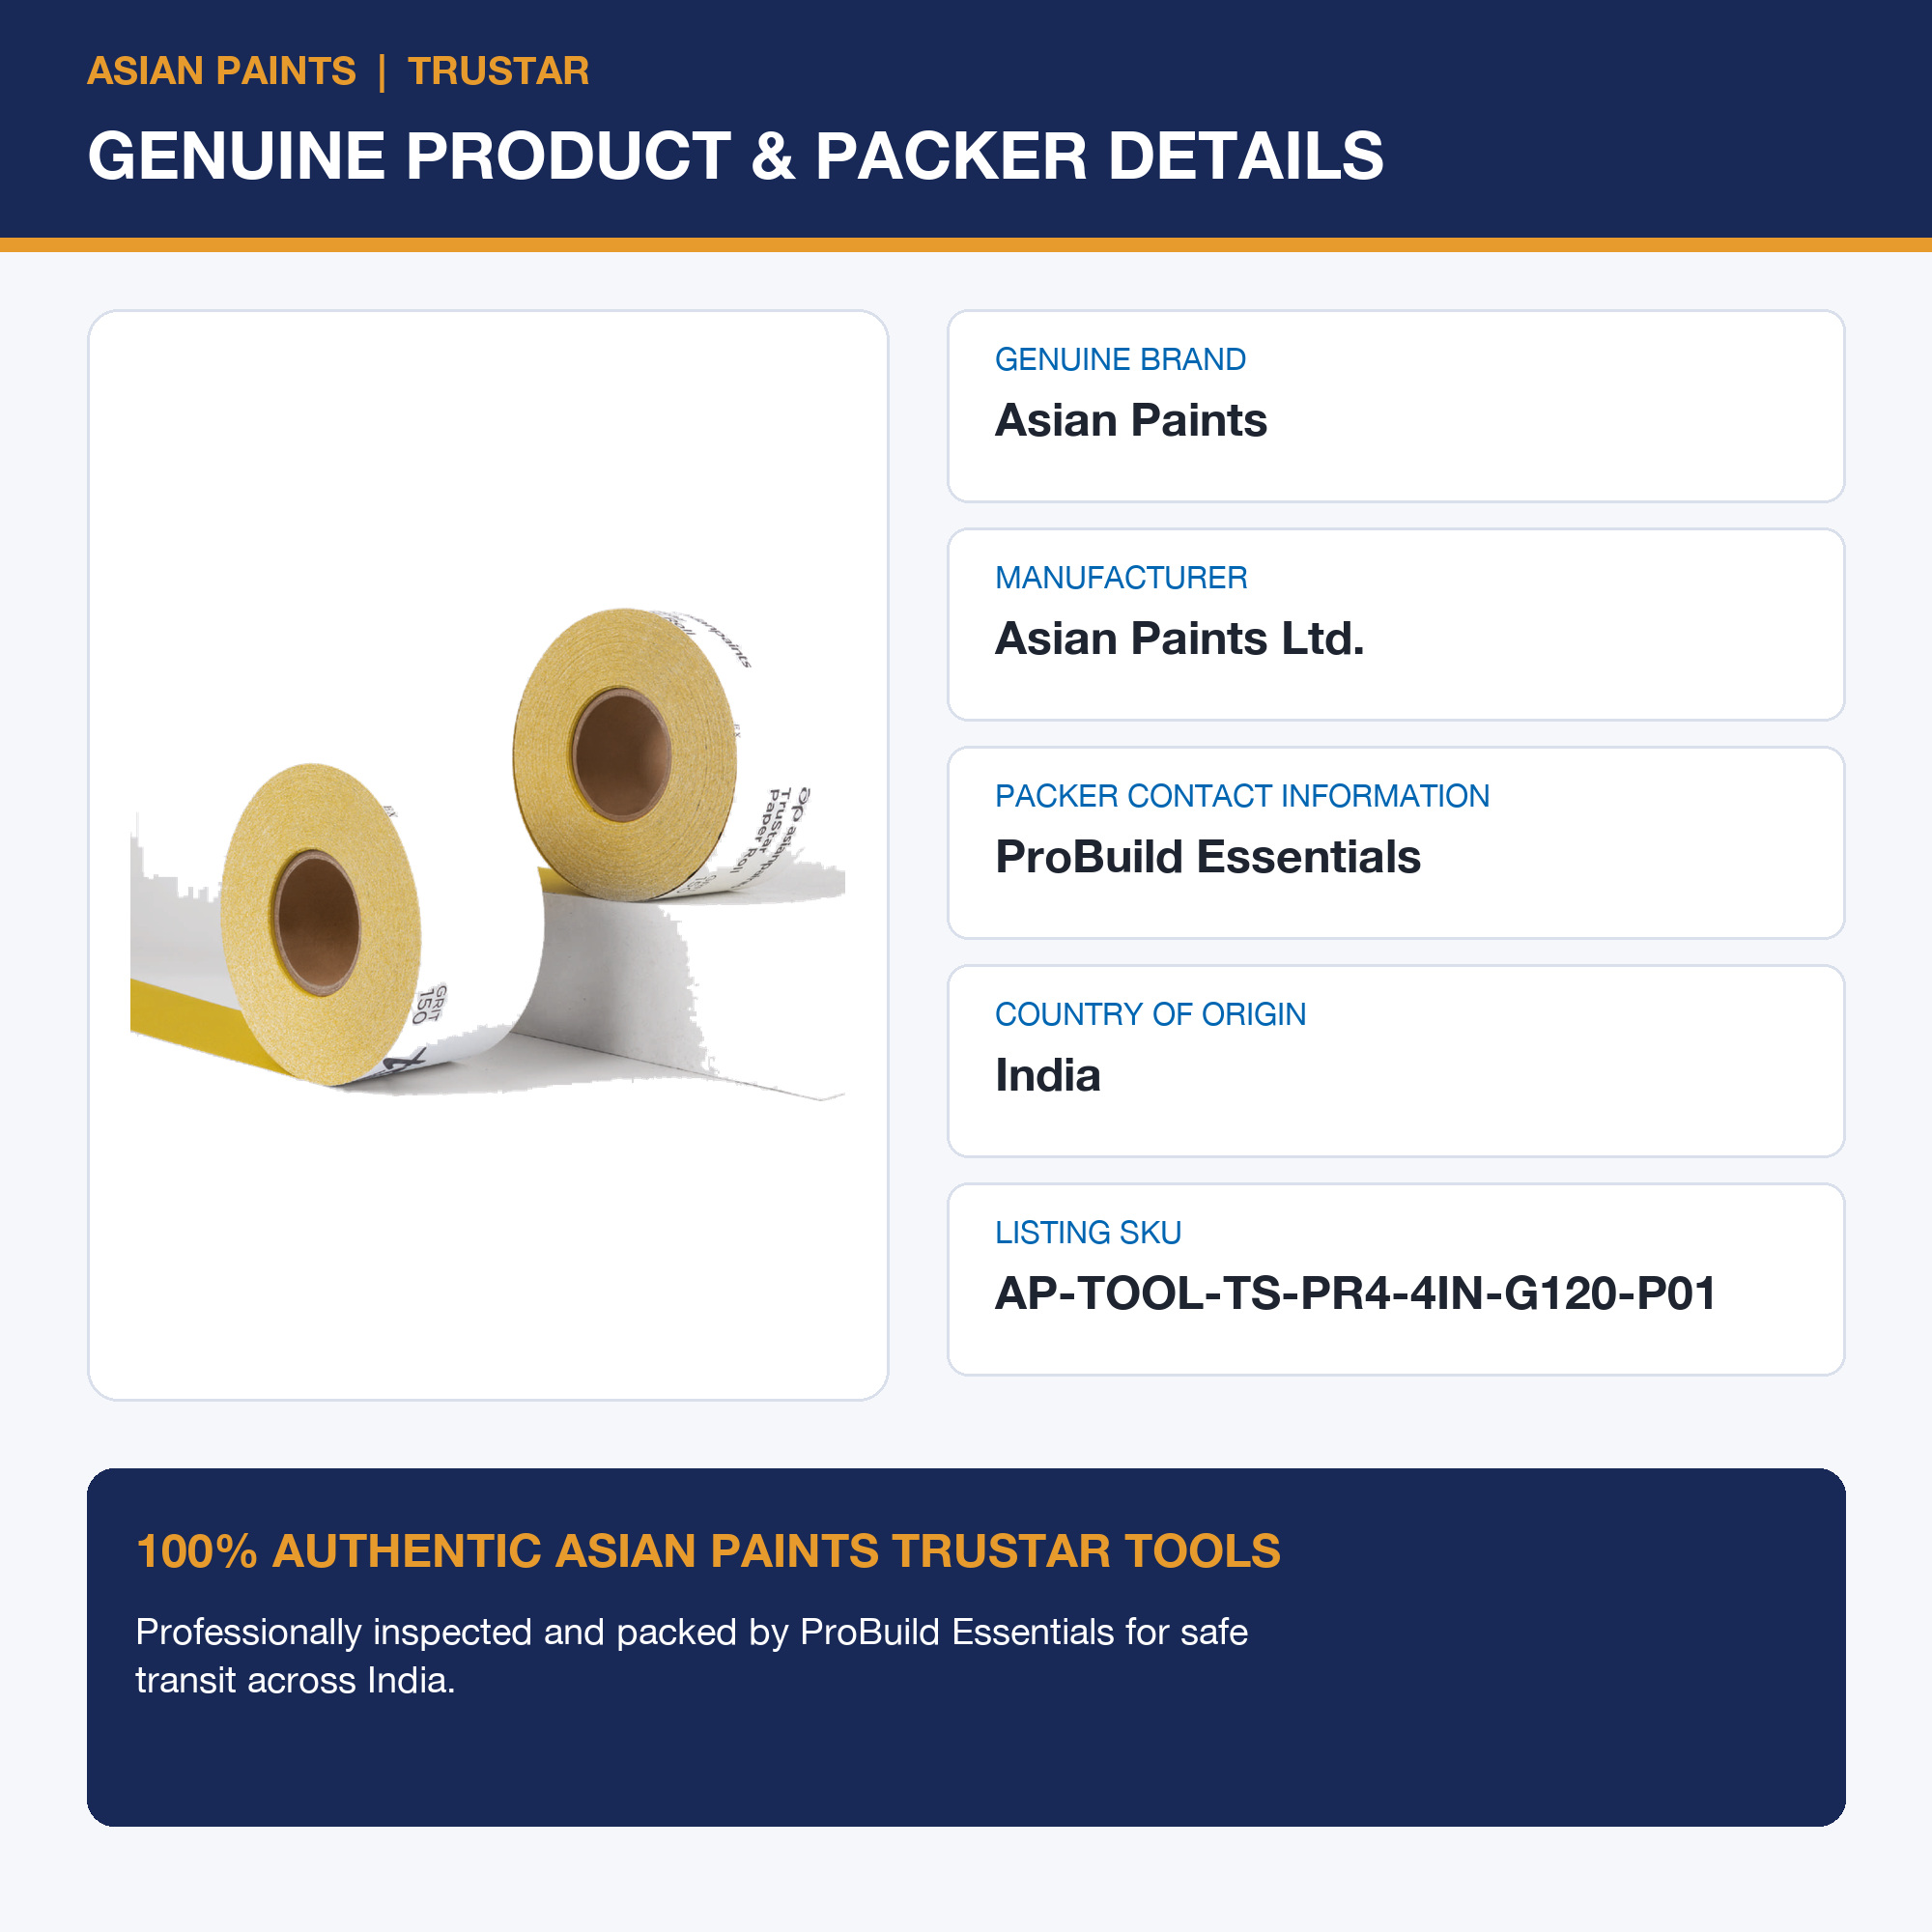 ASIAN PAINTS | TRUSTAR
GENUINE PRODUCT & PACKER DETAILS
GENUINE BRAND
Asian Paints
MANUFACTURER
Asian Paints Ltd.
PACKER CONTACT INFORMATION
ProBuild Essentials
COUNTRY OF ORIGIN
India
LISTING SKU
AP-TOOL-TS-PR4-4IN-G120-P01
ap asianpaints
TruStar
Paper Roll
GRIT
150
100% AUTHENTIC ASIAN PAINTS TRUSTAR TOOLS
Professionally inspected and packed by ProBuild Essentials for safe
transit across India.